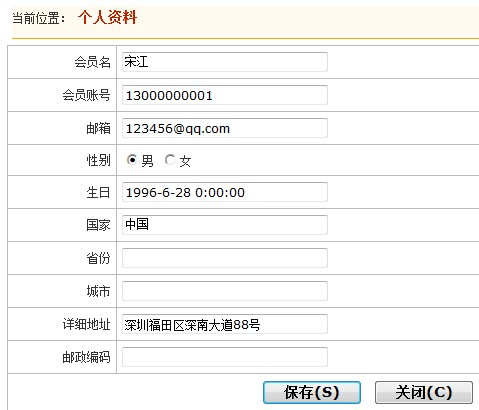 当前位置： 个人资料
会员名 宋江
会员账号 13000000001
邮箱 123456@qq.com
性别 男 女
生日 1996-6-28 0:00:00
国家 中国
省份
城市
详细地址 深圳福田区深南大道88号
邮政编码
保存(S) 关闭(C)